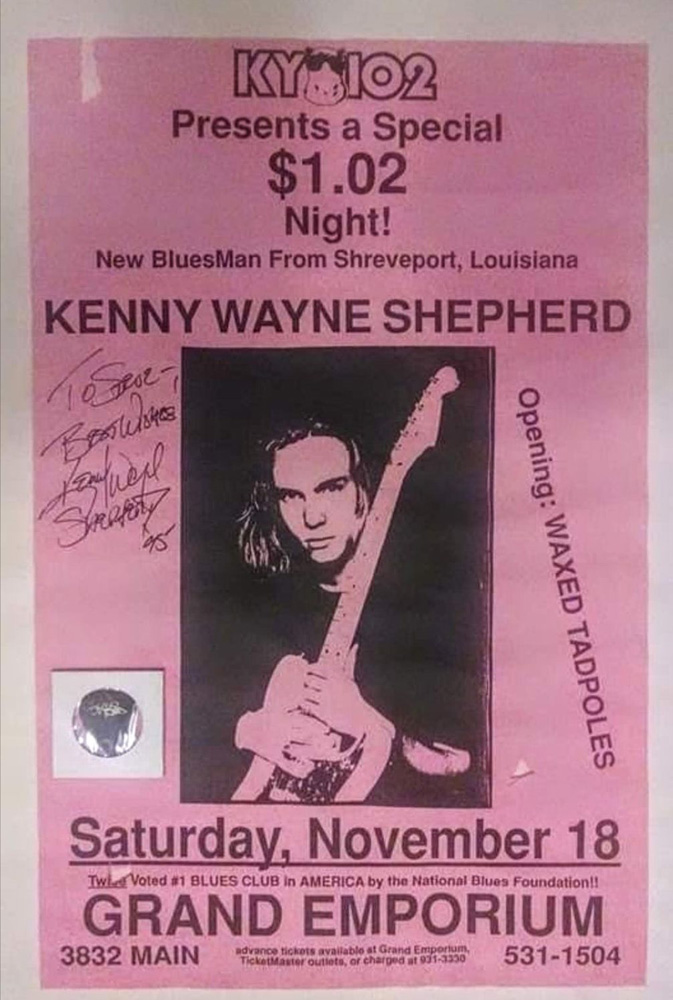 KY 102
Presents a Special
$1.02
Night!
New BluesMan From Shreveport, Louisiana
KENNY WAYNE SHEPHERD
To Steve-
Best Wishes
Kenny Wayne
Shepherd
95
Opening: WAXED TADPOLES
Saturday, November 18
Twice Voted #1 BLUES CLUB in AMERICA by the National Blues Foundation!!
GRAND EMPORIUM
3832 MAIN
advance tickets available at Grand Emporium,
TicketMaster outlets, or charged at 931-3330
531-1504